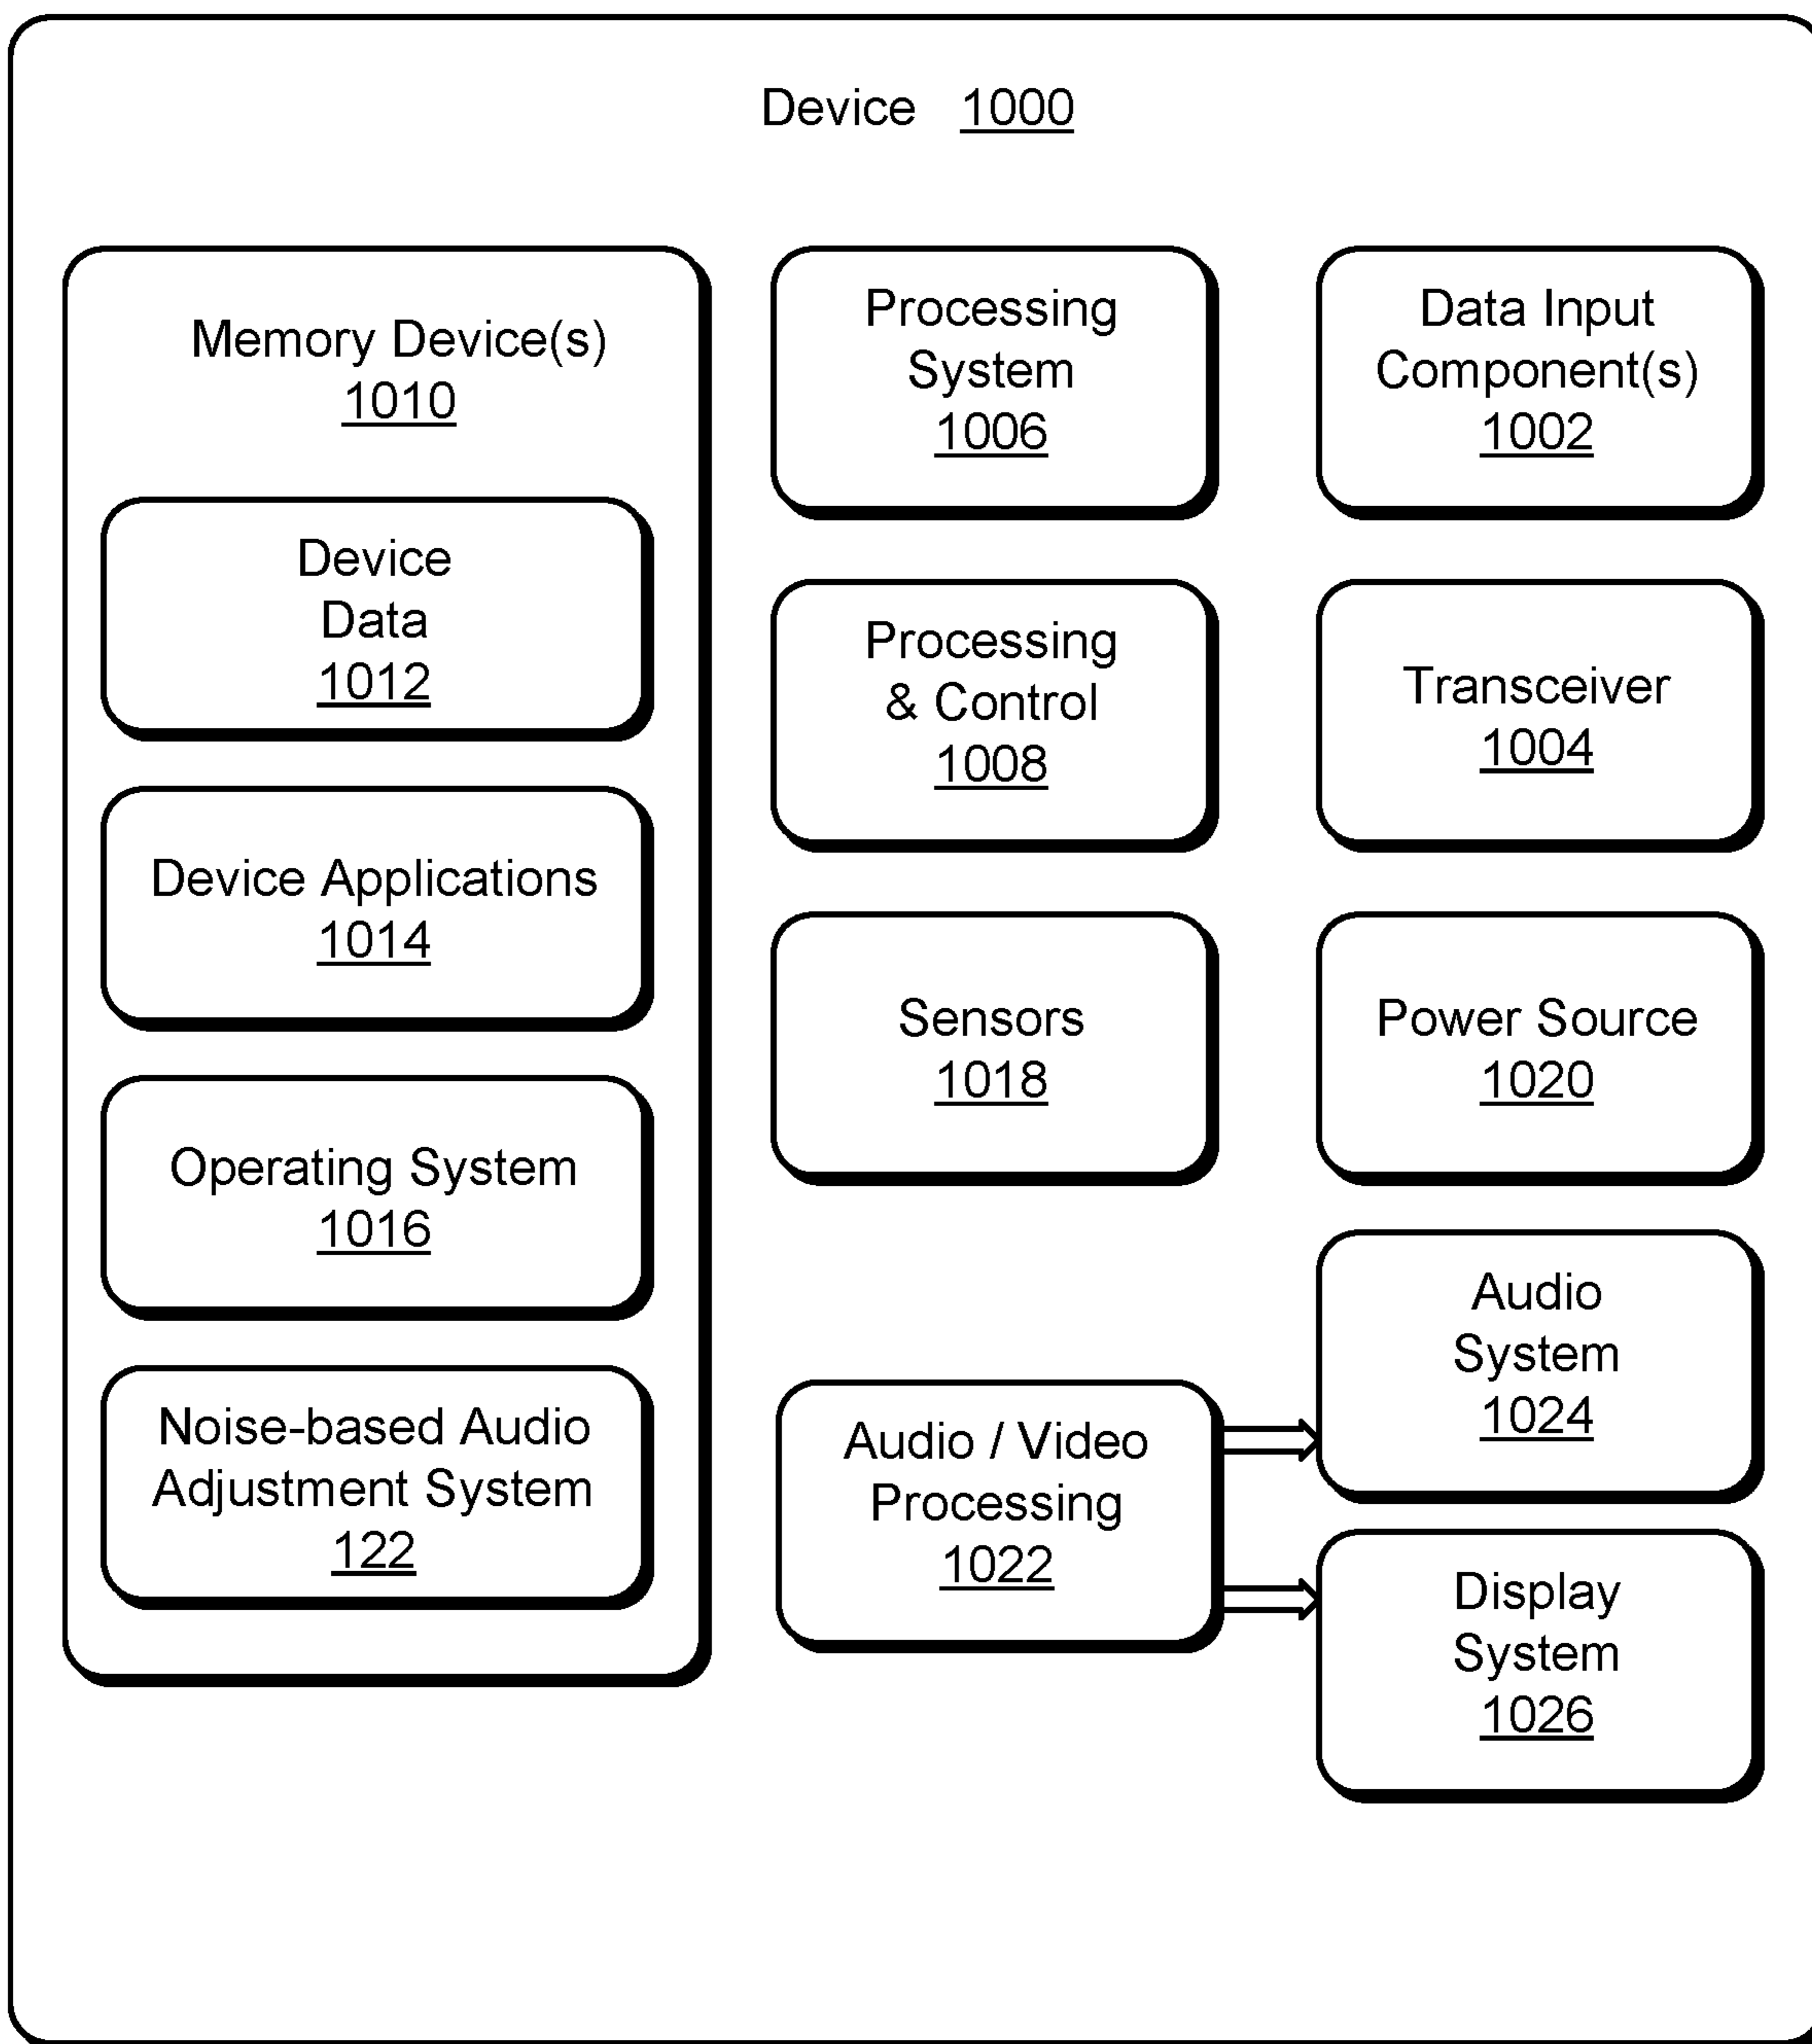 Device 1000
Memory Device(s)
1010
Device
Data
1012
Device Applications
1014
Operating System
1016
Noise-based Audio
Adjustment System
122
Processing
System
1006
Data Input
Component(s)
1002
Processing
& Control
1008
Transceiver
1004
Sensors
1018
Power Source
1020
Audio / Video
Processing
1022
Audio
System
1024
Display
System
1026